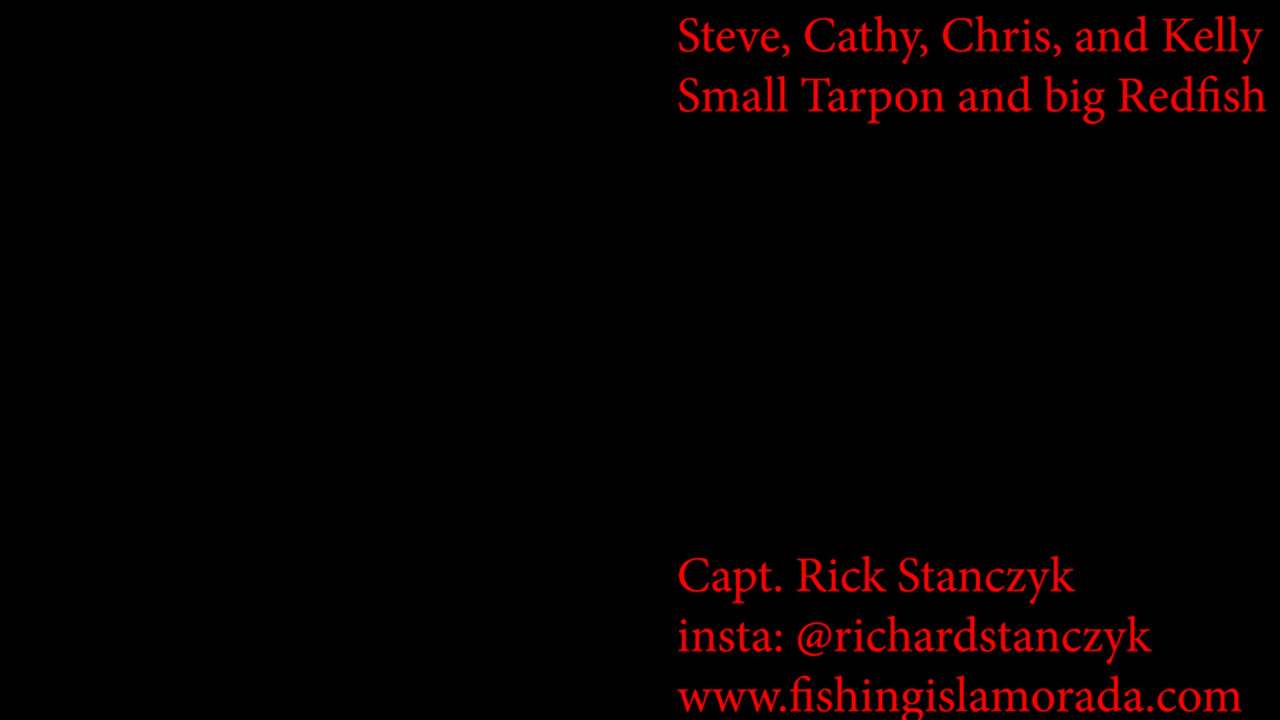 Steve, Cathy, Chris, and Kelly
Small Tarpon and big Redfish
Capt. Rick Stanczyk
insta: @richardstanczyk
www.fishingislamorada.com